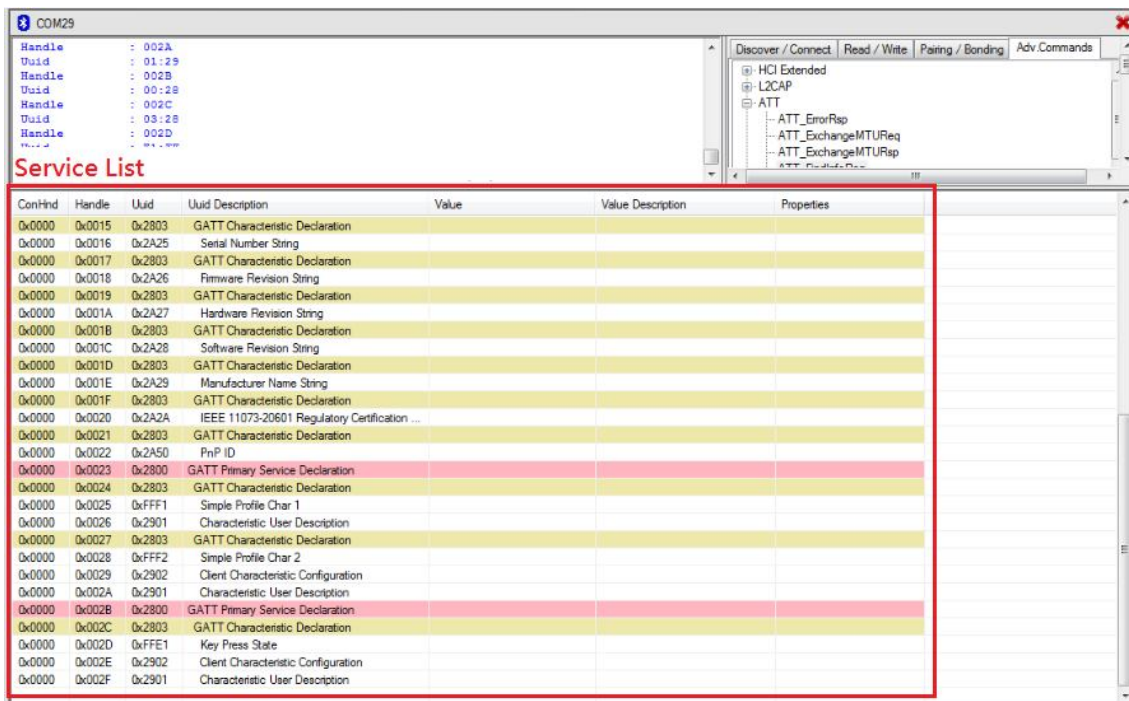 COM29
Handle : 002A
Uuid : 01:29
Handle : 002B
Uuid : 00:28
Handle : 002C
Uuid : 03:28
Handle : 002D
Discover / Connect Read / Write Pairing / Bonding Adv.Commands
HCI Extended
L2CAP
ATT
ATT_ErrorRsp
ATT_ExchangeMTUReq
ATT_ExchangeMTURsp
Service List
ConHnd Handle Uuid Uuid Description Value Value Description Properties
0x0000 0x0015 0x2803 GATT Characteristic Declaration
0x0000 0x0016 0x2A25 Serial Number String
0x0000 0x0017 0x2803 GATT Characteristic Declaration
0x0000 0x0018 0x2A26 Firmware Revision String
0x0000 0x0019 0x2803 GATT Characteristic Declaration
0x0000 0x001A 0x2A27 Hardware Revision String
0x0000 0x001B 0x2803 GATT Characteristic Declaration
0x0000 0x001C 0x2A28 Software Revision String
0x0000 0x001D 0x2803 GATT Characteristic Declaration
0x0000 0x001E 0x2A29 Manufacturer Name String
0x0000 0x001F 0x2803 GATT Characteristic Declaration
0x0000 0x0020 0x2A2A IEEE 11073-20601 Regulatory Certification ...
0x0000 0x0021 0x2803 GATT Characteristic Declaration
0x0000 0x0022 0x2A50 PnP ID
0x0000 0x0023 0x2800 GATT Primary Service Declaration
0x0000 0x0024 0x2803 GATT Characteristic Declaration
0x0000 0x0025 0xFFF1 Simple Profile Char 1
0x0000 0x0026 0x2901 Characteristic User Description
0x0000 0x0027 0x2803 GATT Characteristic Declaration
0x0000 0x0028 0xFFF2 Simple Profile Char 2
0x0000 0x0029 0x2902 Client Characteristic Configuration
0x0000 0x002A 0x2901 Characteristic User Description
0x0000 0x002B 0x2800 GATT Primary Service Declaration
0x0000 0x002C 0x2803 GATT Characteristic Declaration
0x0000 0x002D 0xFFE1 Key Press State
0x0000 0x002E 0x2902 Client Characteristic Configuration
0x0000 0x002F 0x2901 Characteristic User Description